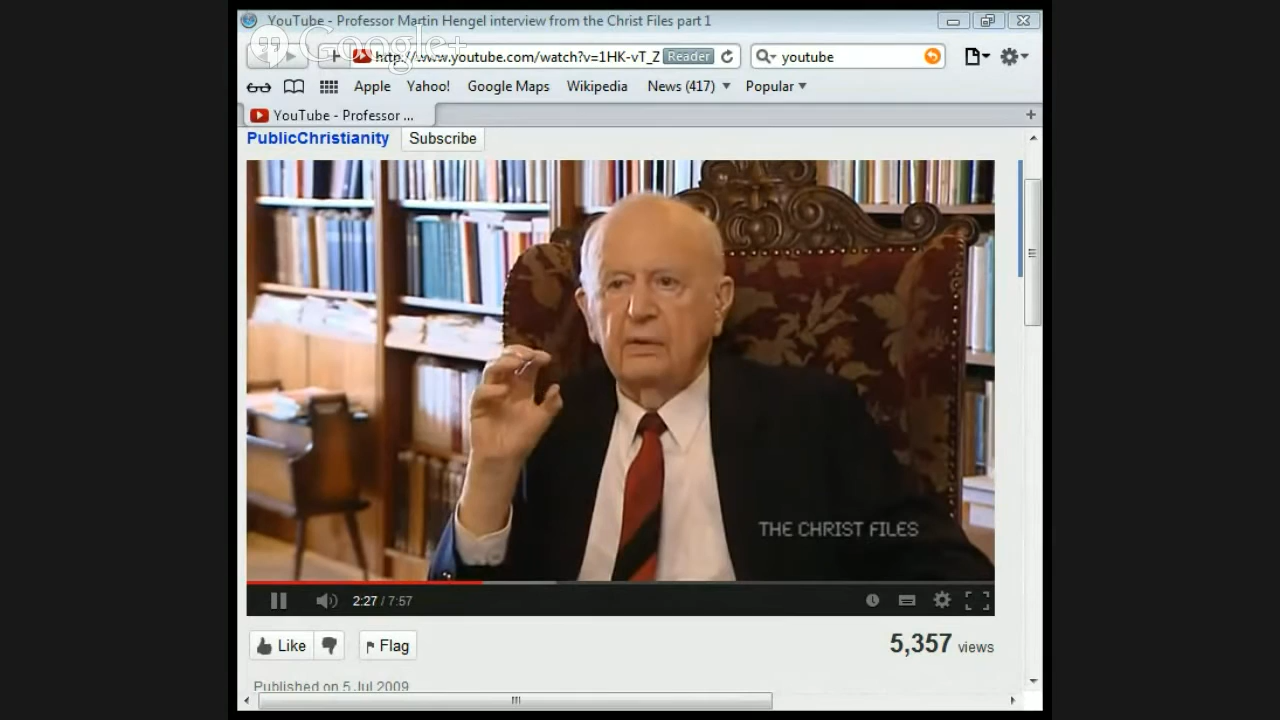 YouTube - Professor Martin Hengel interview from the Christ Files part 1
Google+
http://www.youtube.com/watch?v=1HK-vT_Z Reader youtube
Apple Yahoo! Google Maps Wikipedia News (417) Popular
YouTube - Professor ...
PublicChristianity Subscribe
THE CHRIST FILES
2:27 / 7:57
Like Flag 5,357 views
Published on 5 Jul 2009